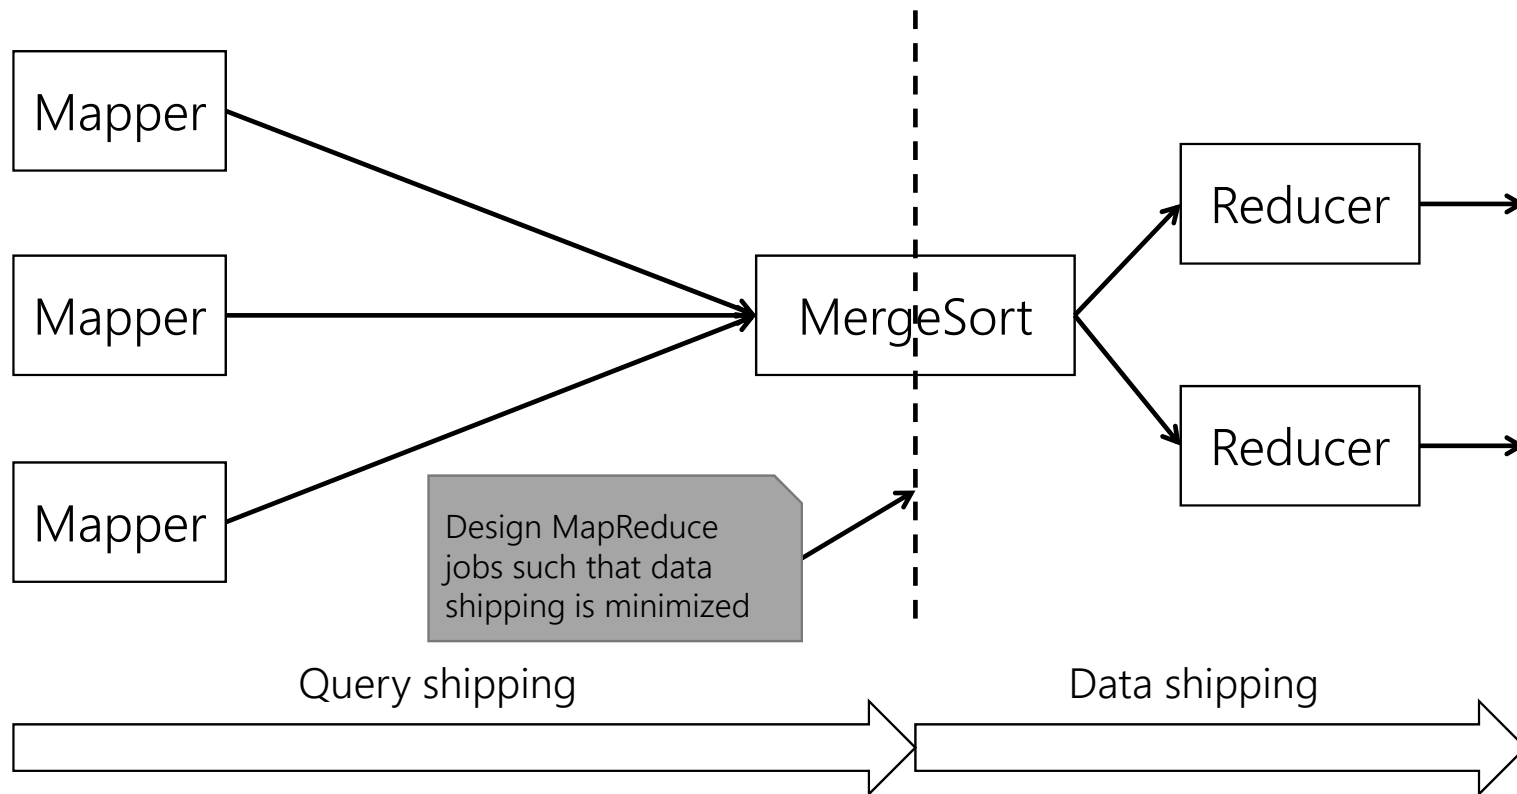 Mapper
Mapper
Mapper
MergeSort
Reducer
Reducer
Design MapReduce
jobs such that data
shipping is minimized
Query shipping
Data shipping